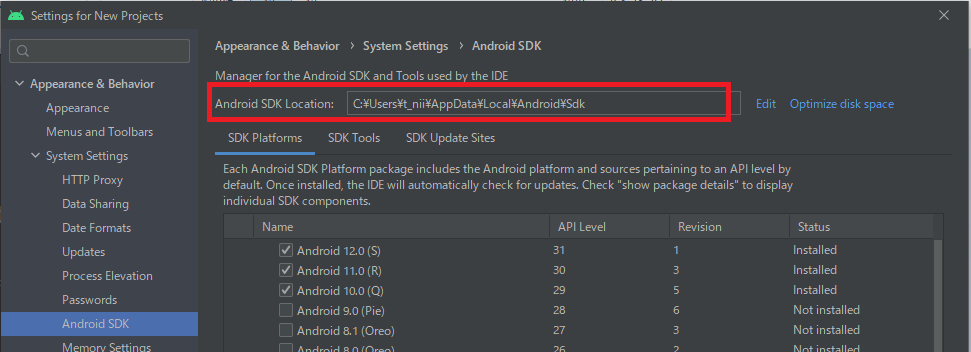 Settings for New Projects
Appearance & Behavior
Appearance
Menus and Toolbars
System Settings
HTTP Proxy
Data Sharing
Date Formats
Updates
Process Elevation
Passwords
Android SDK
Memory Settings
Appearance & Behavior > System Settings > Android SDK
Manager for the Android SDK and Tools used by the IDE
Android SDK Location: C:¥Users¥t_nii¥AppData¥Local¥Android¥Sdk Edit Optimize disk space
SDK Platforms SDK Tools SDK Update Sites
Each Android SDK Platform package includes the Android platform and sources pertaining to an API level by
default. Once installed, the IDE will automatically check for updates. Check "show package details" to display
individual SDK components.
Name API Level Revision Status
Android 12.0 (S) 31 1 Installed
Android 11.0 (R) 30 3 Installed
Android 10.0 (Q) 29 5 Installed
Android 9.0 (Pie) 28 6 Not installed
Android 8.1 (Oreo) 27 3 Not installed
Android 8.0 (Oreo) 26 2 Not installed